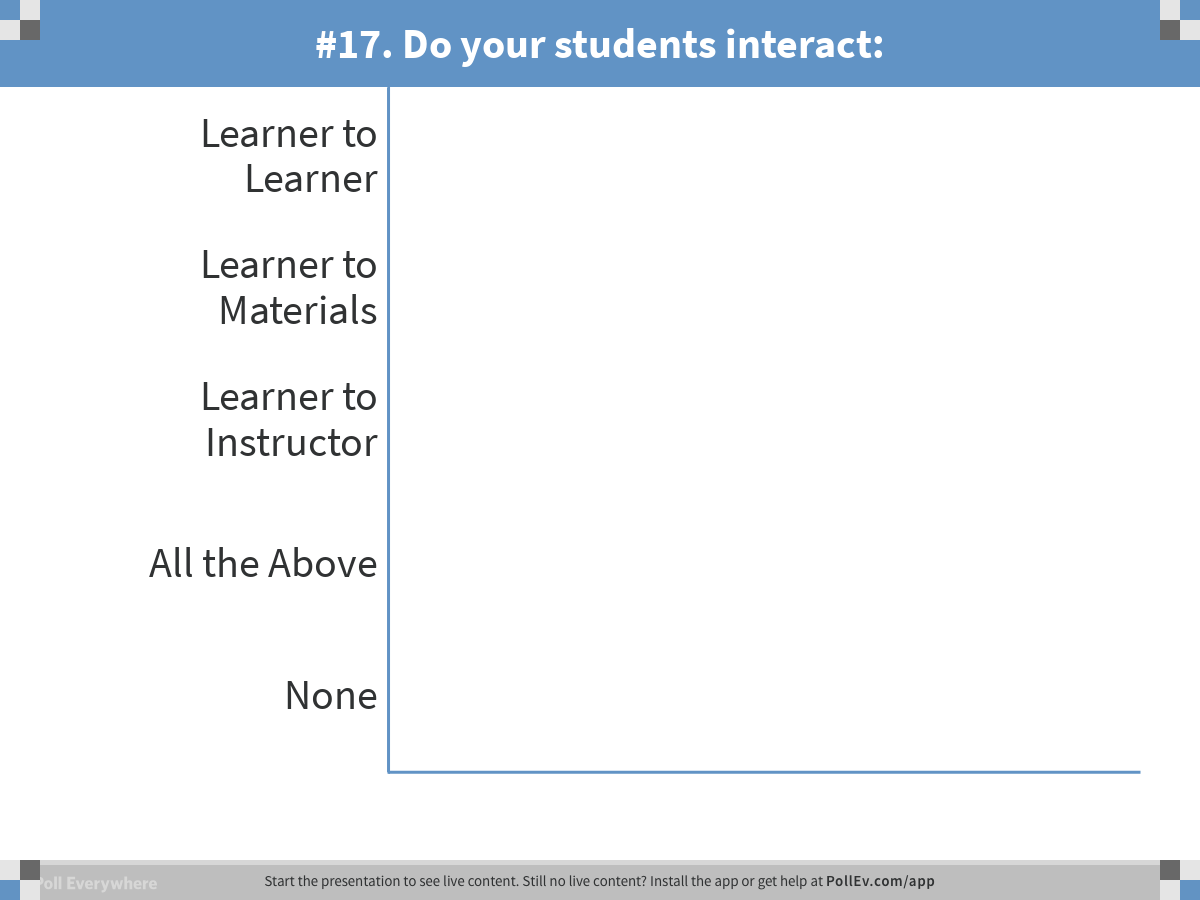 #17. Do your students interact:
Learner to
Learner
Learner to
Materials
Learner to
Instructor
All the Above
None
Poll Everywhere
Start the presentation to see live content. Still no live content? Install the app or get help at PollEv.com/app